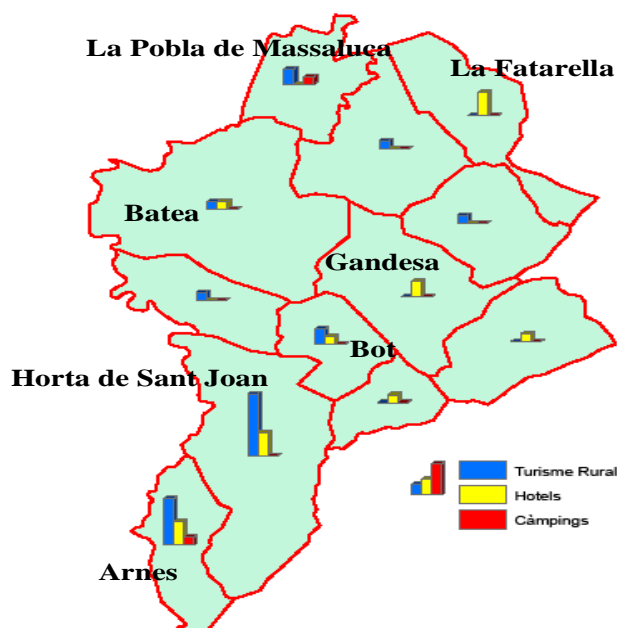 La Pobla de Massaluca
La Fatarella
Batea
Gandesa
Bot
Horta de Sant Joan
Turisme Rural
Hotels
Càmpings
Arnes